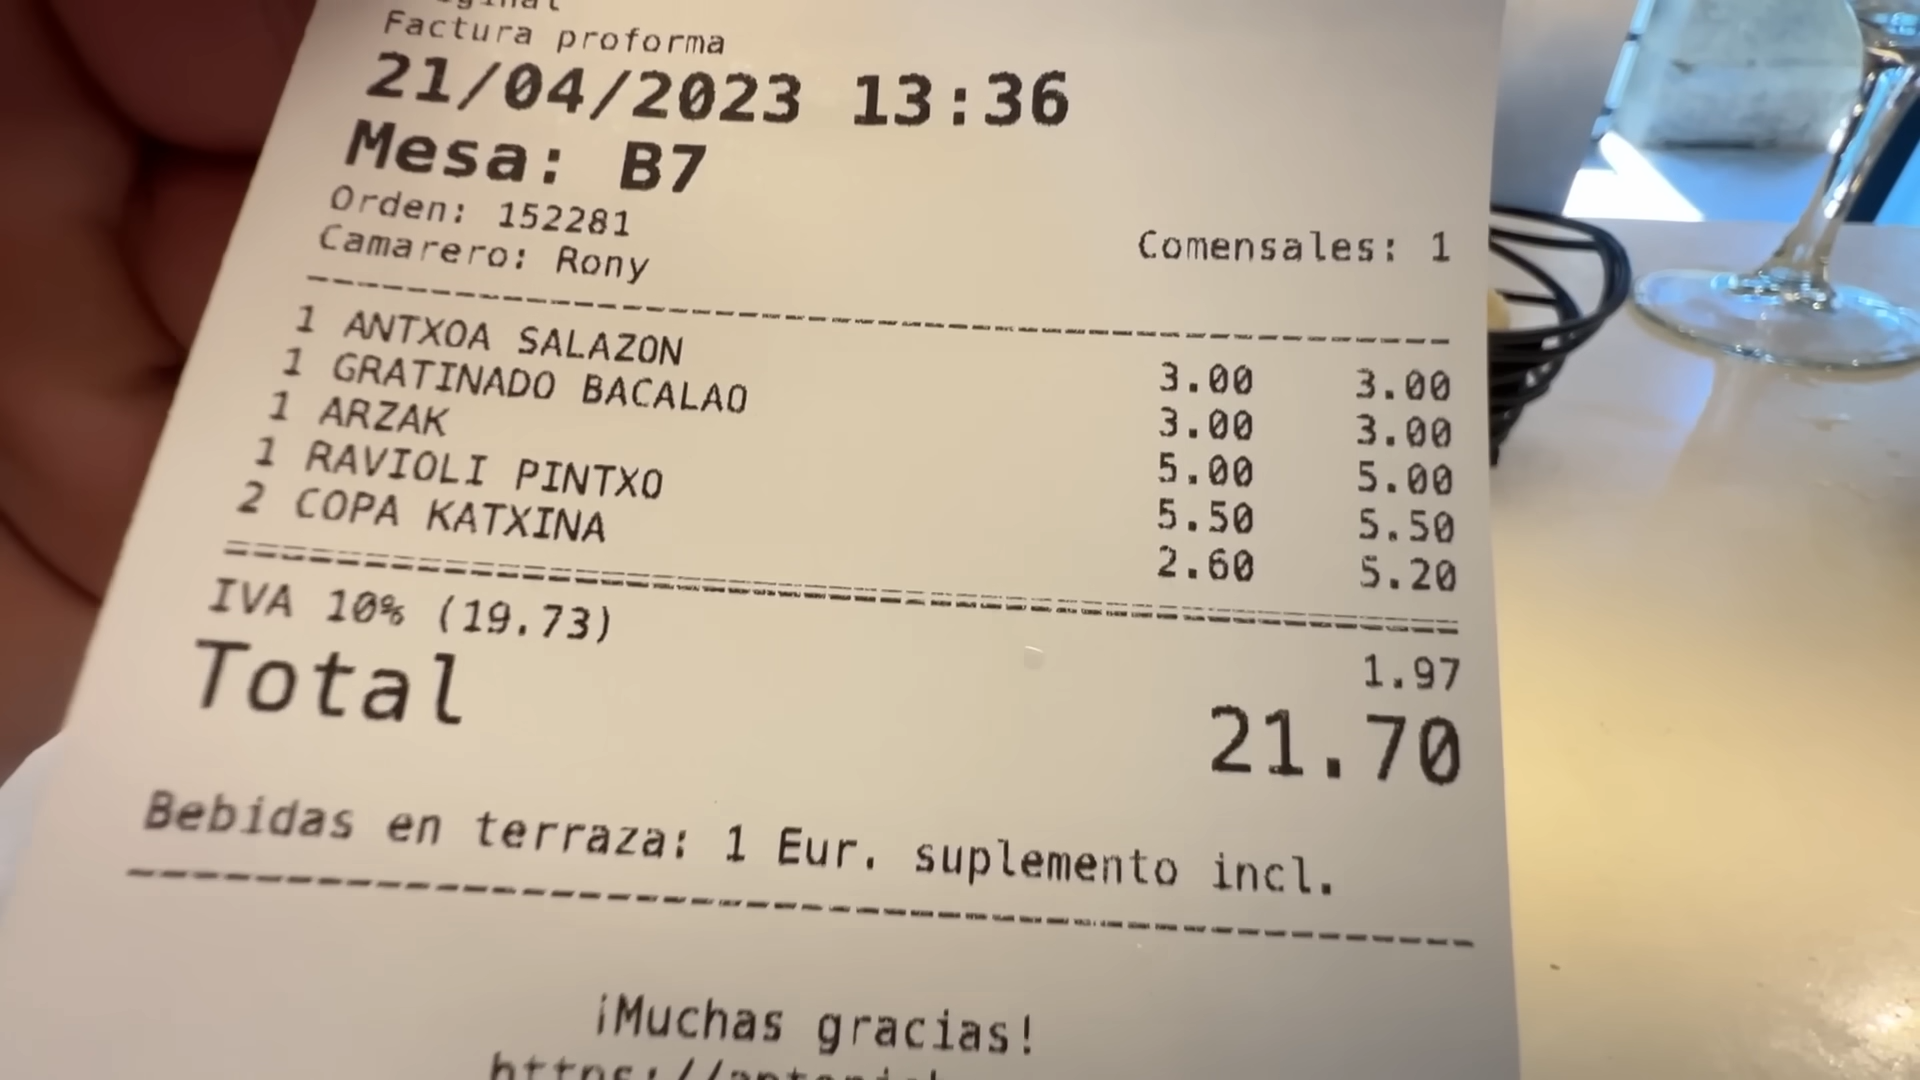 Factura proforma
21/04/2023 13:36
Mesa: B7
Orden: 152281
Camarero: Rony Comensales: 1
1 ANTXOA SALAZON 3.00 3.00
1 GRATINADO BACALAO 3.00 3.00
1 ARZAK 5.00 5.00
1 RAVIOLI PINTXO 5.50 5.50
2 COPA KATXINA 2.60 5.20
IVA 10% (19.73) 1.97
Total 21.70
Bebidas en terraza: 1 Eur. suplemento incl.
¡Muchas gracias!